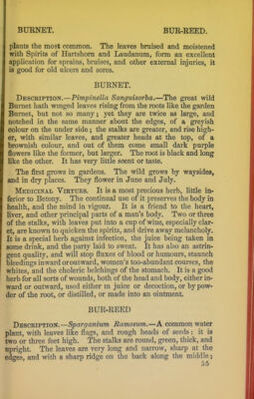 BURNET. BUR-REED.
plants the most common. The leaves bruised and moistened
with Spirits of Hartshorn and Laudanum, form an excellent
application for sprains, bruises, and other external injuries, it
is good for old ulcers and sores.
BURNET.
DESCRIPTION.—Pimpinella Sanguisorba.—The great wild
Burnet hath winged leaves rising from the roots like the garden
Burnet, but not so many; yet they are twice as large, and
notched in the same manner about the edges, of a greyish
colour on the under side; the stalks are greater, and rise high-
er, with similar leaves, and greater heads at the top, of a
brownish colour, and out of them come small dark purple
flowers like the former, but larger. The root is black and long
like the other. It has very little scent or taste.
The first grows in gardens. The wild grows by waysides,
and in dry places. They flower in June and July.
MEDICINAL VIRTUES. It is a most precious herb, little in-
ferior to Betony. The continual use of it preserves the body in
health, and the mind in vigour. It is a friend to the heart,
liver, and other principal parts of a man's body. Two or three
of the stalks, with leaves put into a cup of wine, especially clar-
et, are known to quicken the spirits, and drive away melancholy.
It is a special herb against infection, the juice being taken in
some drink, and the party laid to sweat. It has also an astrin-
gent quality, and will stop fluxes of blood or humours, staunch
bleedings inward or outward, women's too-abundant courses, the
whites, and the choleric belchings of the stomach. It is a good
herb for all sorts of wounds, both of the head and body, either in-
ward or outward, used either in juice or decoction, or by pow-
der of the root, or distilled, or made into an ointment.
BUR-REED
DESCRIPTION.—Sparganium Ramosum.—A common water
plant, with leaves like flags, and rough heads of seeds: it is
two or three feet high. The stalks are round, green, thick, and
upright. The leaves are very long and narrow, sharp at the
edges, and with a sharp ridge on the back along the middle;
55